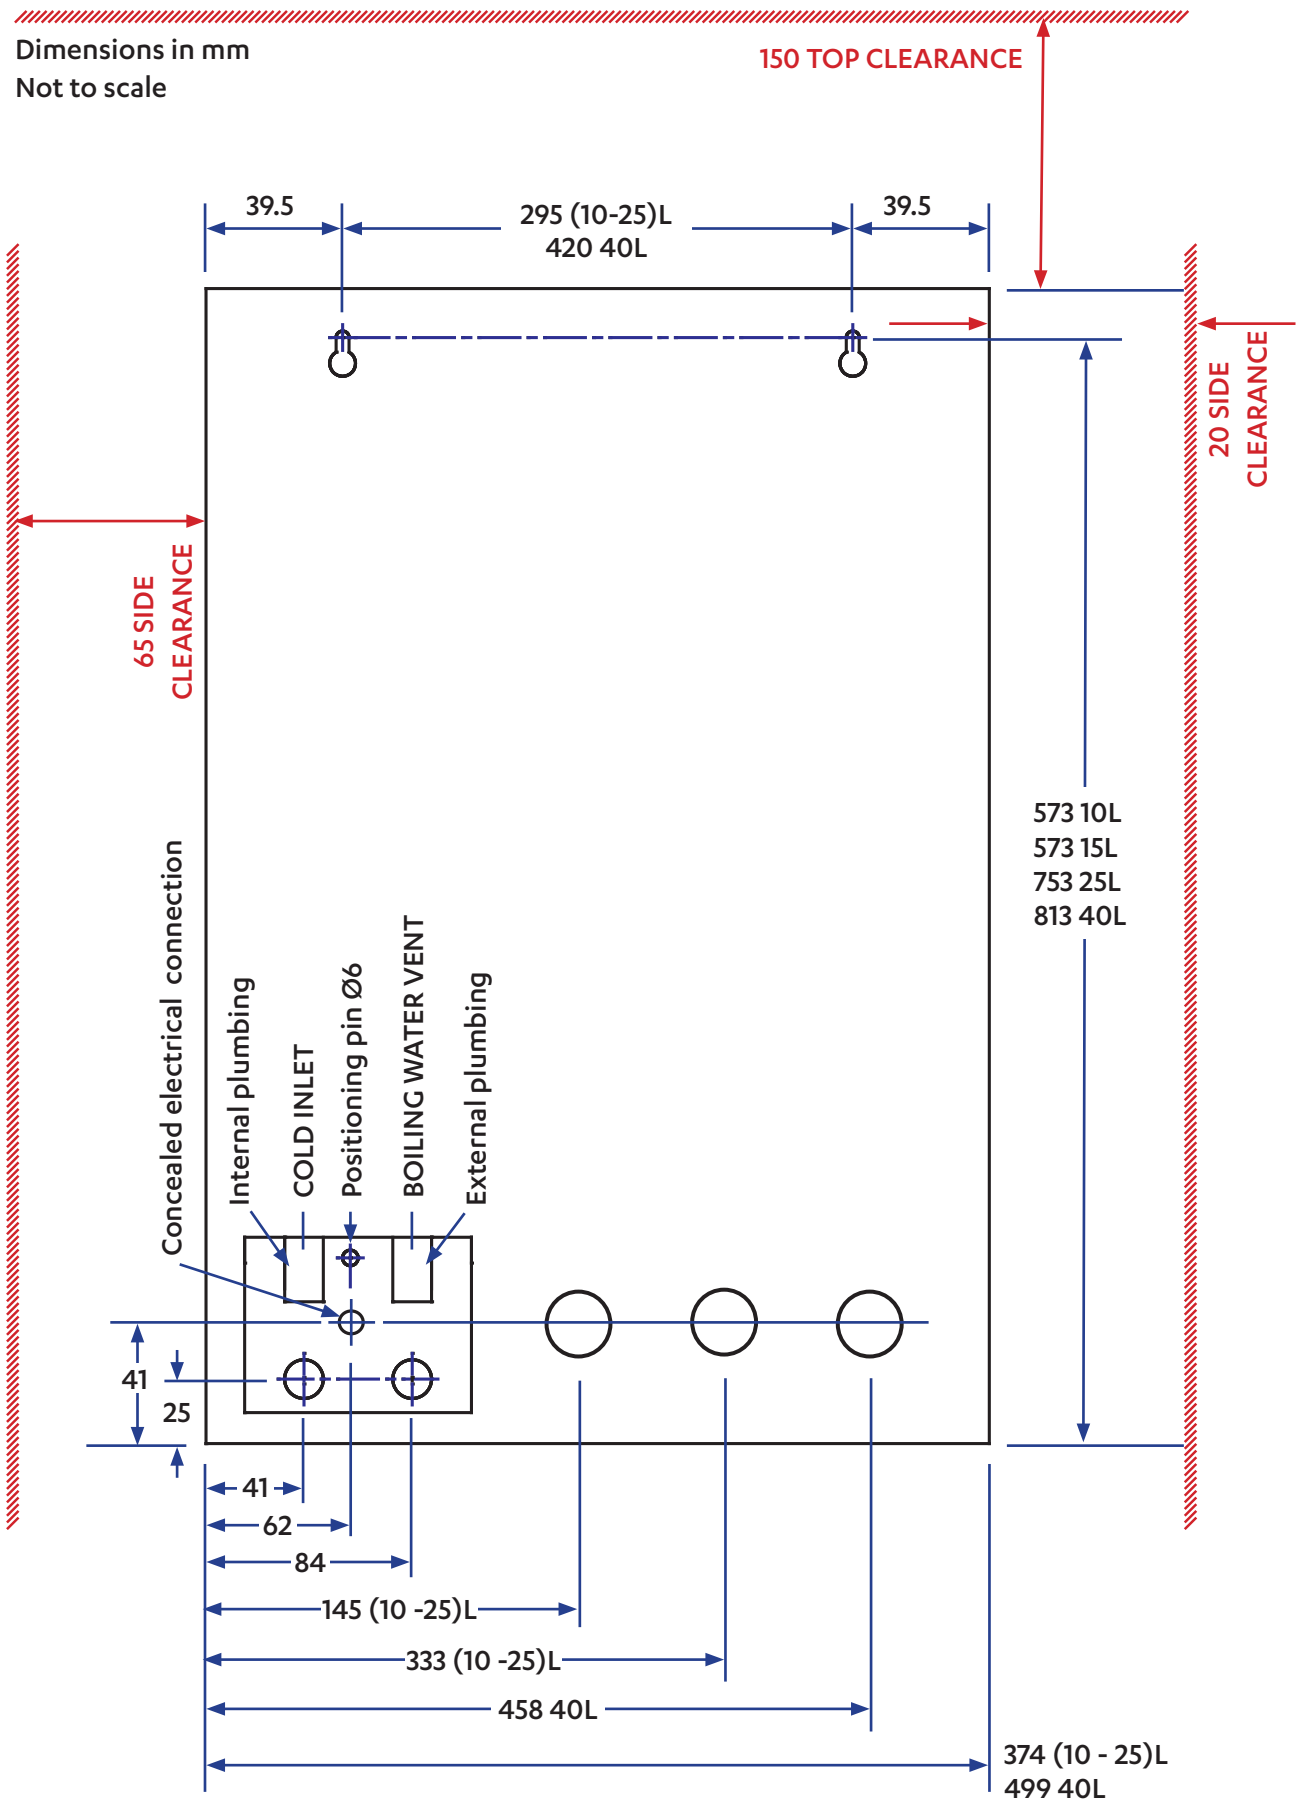 Dimensions in mm
Not to scale
150 TOP CLEARANCE
39.5
295 (10-25)L
420 40L
39.5
20 SIDE
CLEARANCE
65 SIDE
CLEARANCE
573 10L
573 15L
753 25L
813 40L
Concealed electrical connection
Internal plumbing
COLD INLET
Positioning pin Ø6
BOILING WATER VENT
External plumbing
41
25
41
62
84
145 (10 -25)L
333 (10 -25)L
458 40L
374 (10 - 25)L
499 40L